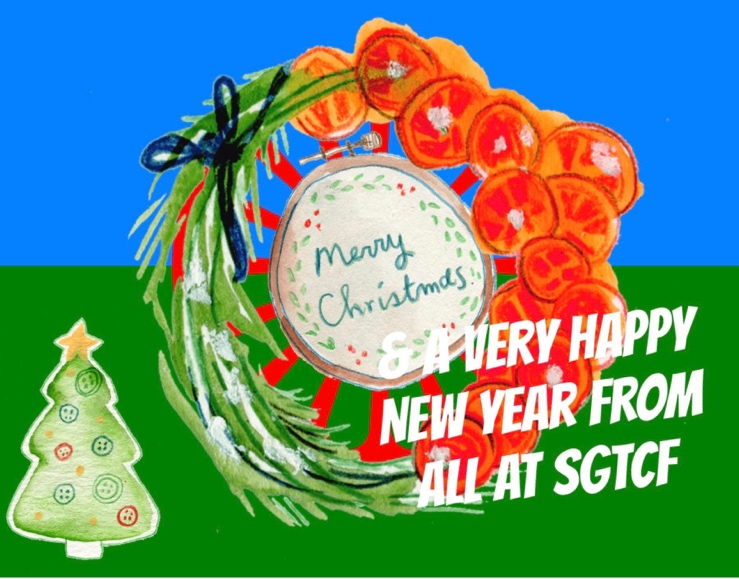 Merry
Christmas.
& A VERY HAPPY
NEW YEAR FROM
ALL AT SGTCF